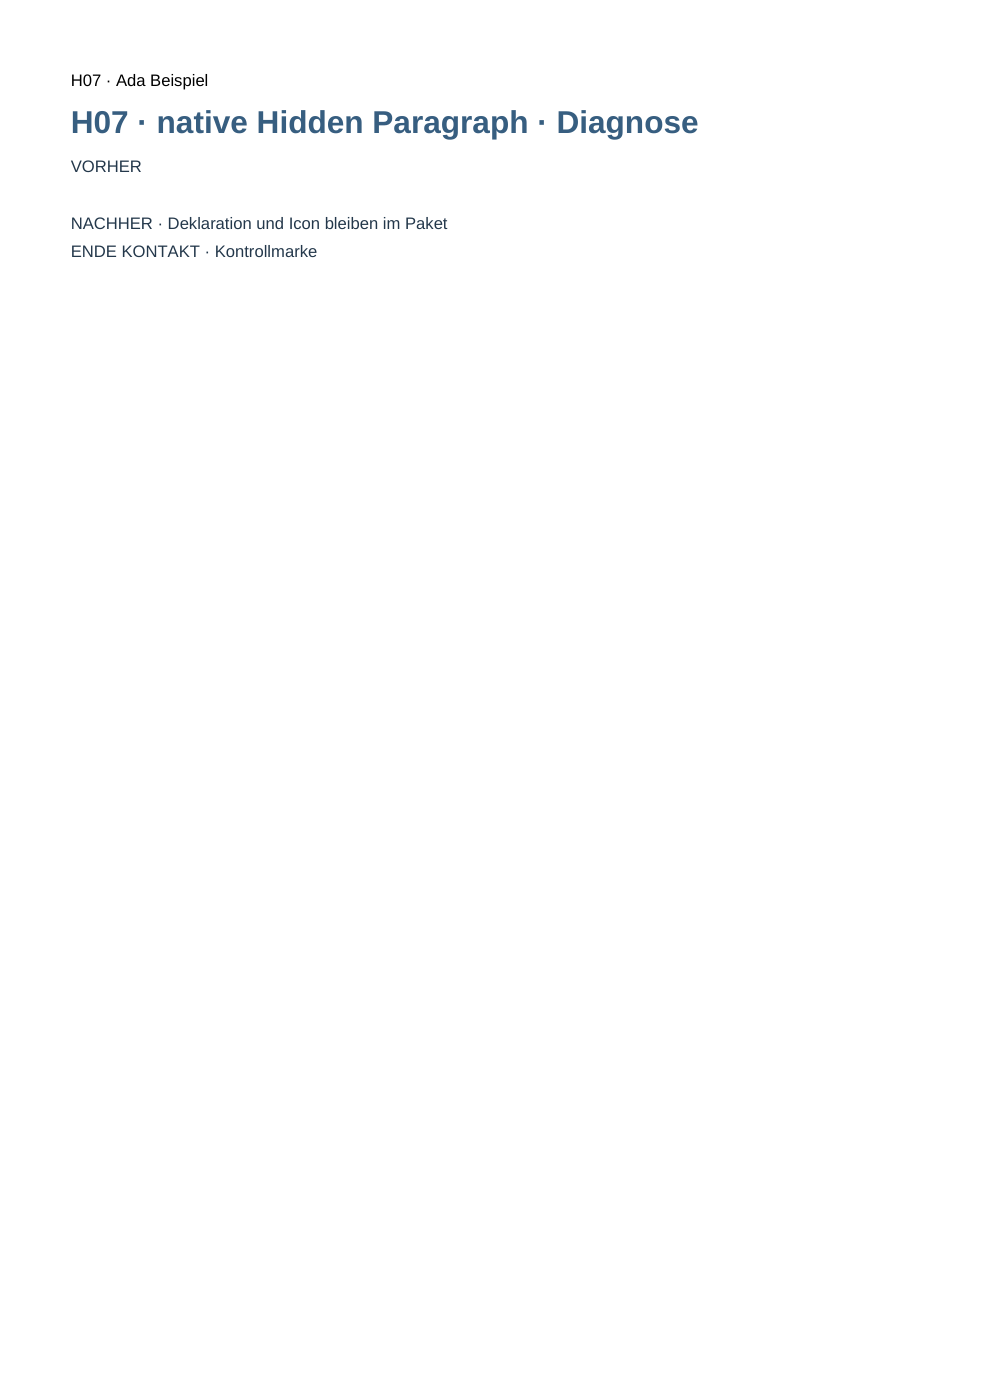 H07 · Ada Beispiel
H07 · native Hidden Paragraph · Diagnose
VORHER
NACHHER · Deklaration und Icon bleiben im Paket
ENDE KONTAKT · Kontrollmarke